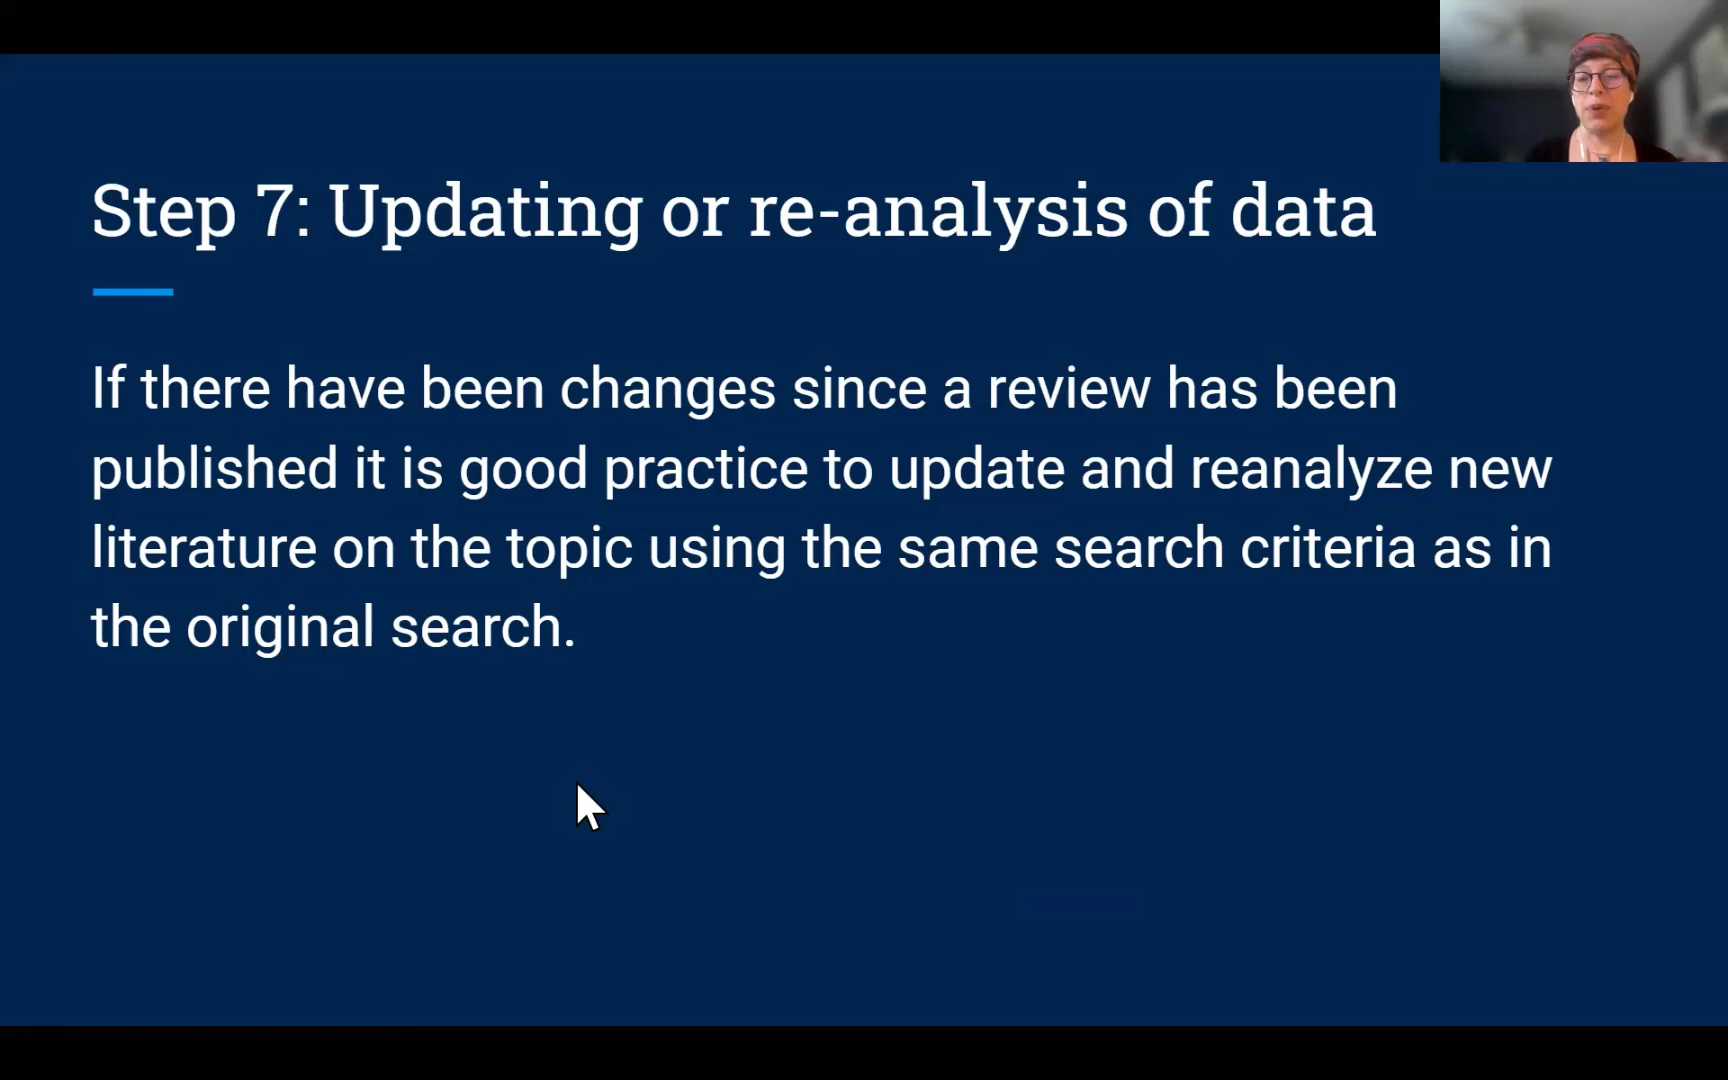 Step 7: Updating or re-analysis of data
If there have been changes since a review has been
published it is good practice to update and reanalyze new
literature on the topic using the same search criteria as in
the original search.